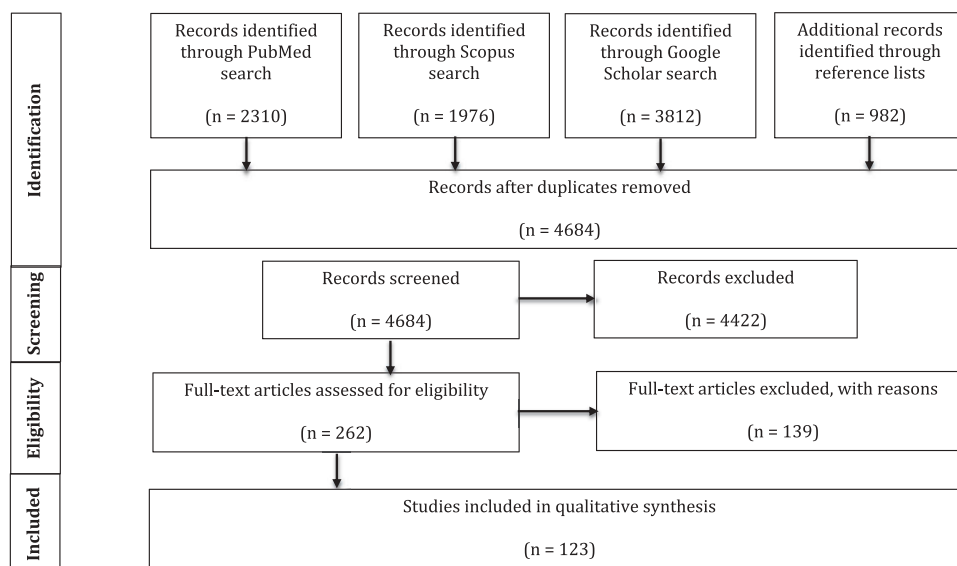 Identification
Records identified
through PubMed
search
(n = 2310)
Records identified
through Scopus
search
(n = 1976)
Records identified
through Google
Scholar search
(n = 3812)
Additional records
identified through
reference lists
(n = 982)
Records after duplicates removed
(n = 4684)
Screening
Records screened
(n = 4684)
Records excluded
(n = 4422)
Eligibility
Full-text articles assessed for eligibility
(n = 262)
Full-text articles excluded, with reasons
(n = 139)
Included
Studies included in qualitative synthesis
(n = 123)